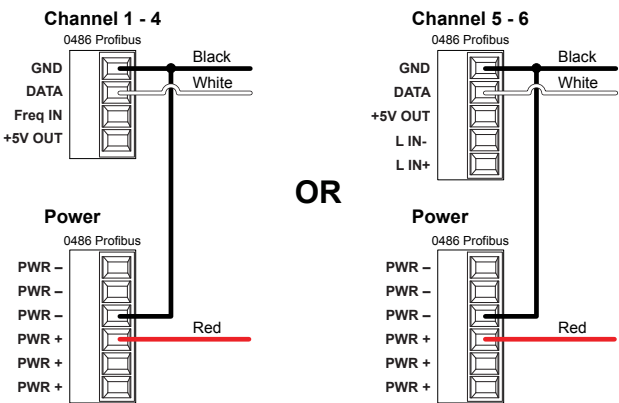 Channel 1 - 4
0486 Profibus
GND
DATA
Freq IN
+5V OUT
Black
White
Power
0486 Profibus
PWR –
PWR –
PWR –
PWR +
PWR +
PWR +
Red
OR
Channel 5 - 6
0486 Profibus
GND
DATA
+5V OUT
L IN-
L IN+
Black
White
Power
0486 Profibus
PWR –
PWR –
PWR –
PWR +
PWR +
PWR +
Red